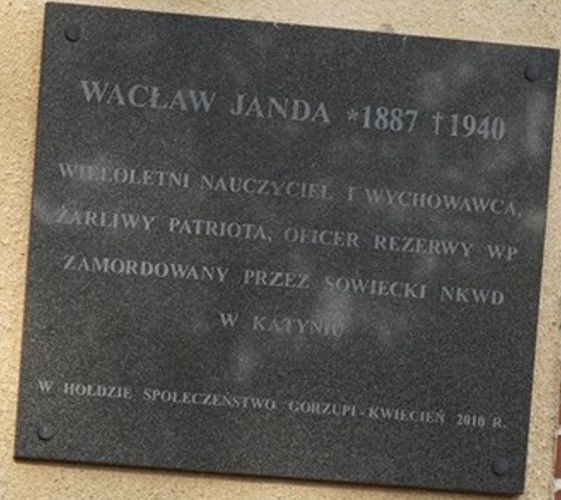 WACŁAW JANDA *1887 †1940
WIELOLETNI NAUCZYCIEL I WYCHOWAWCA,
ŻARLIWY PATRIOTA, OFICER REZERWY WP
ZAMORDOWANY PRZEZ SOWIECKI NKWD
W KATYNIU
W HOŁDZIE SPOŁECZEŃSTWO GORZUPI - KWIECIEŃ 2010 R.